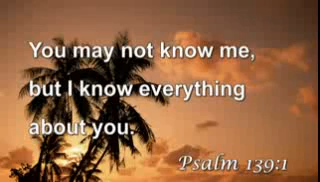 You may not know me,
but I know everything
about you.
Psalm 139:1